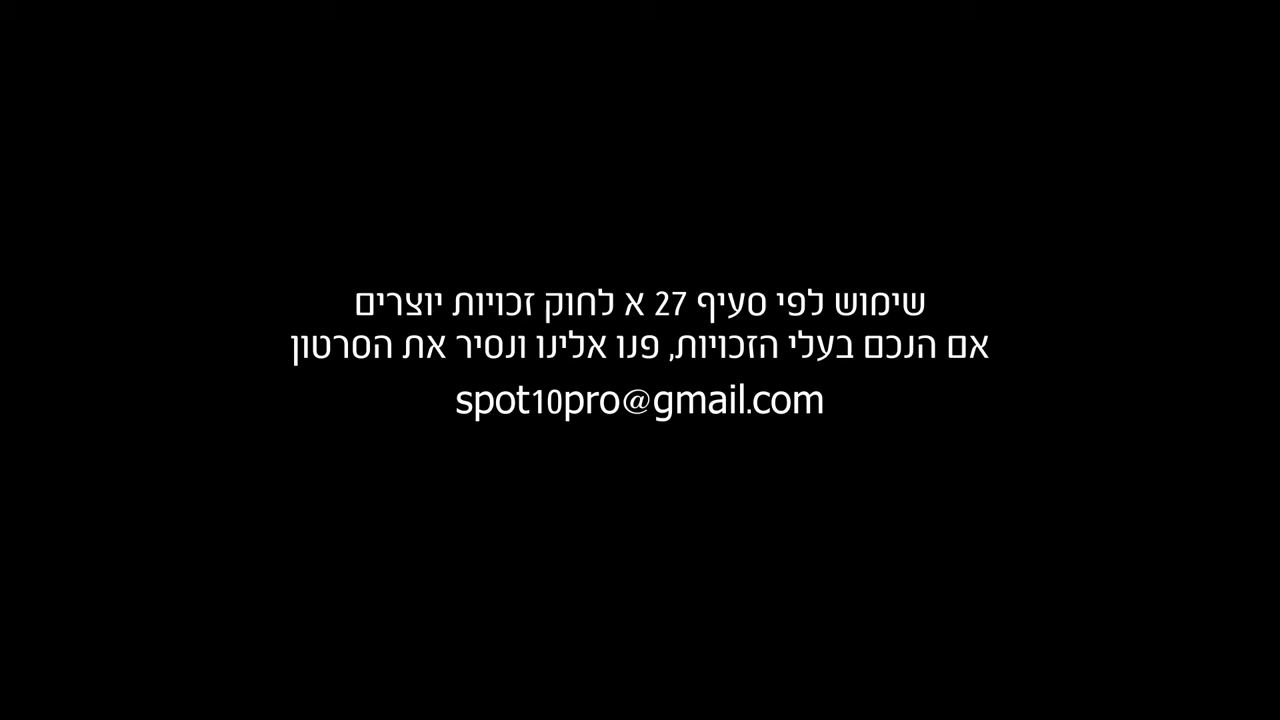 שימוש לפי סעיף 27 א לחוק זכויות יוצרים
אם הנכם בעלי הזכויות, פנו אלינו ונסיר את הסרטון
spot10pro@gmail.com